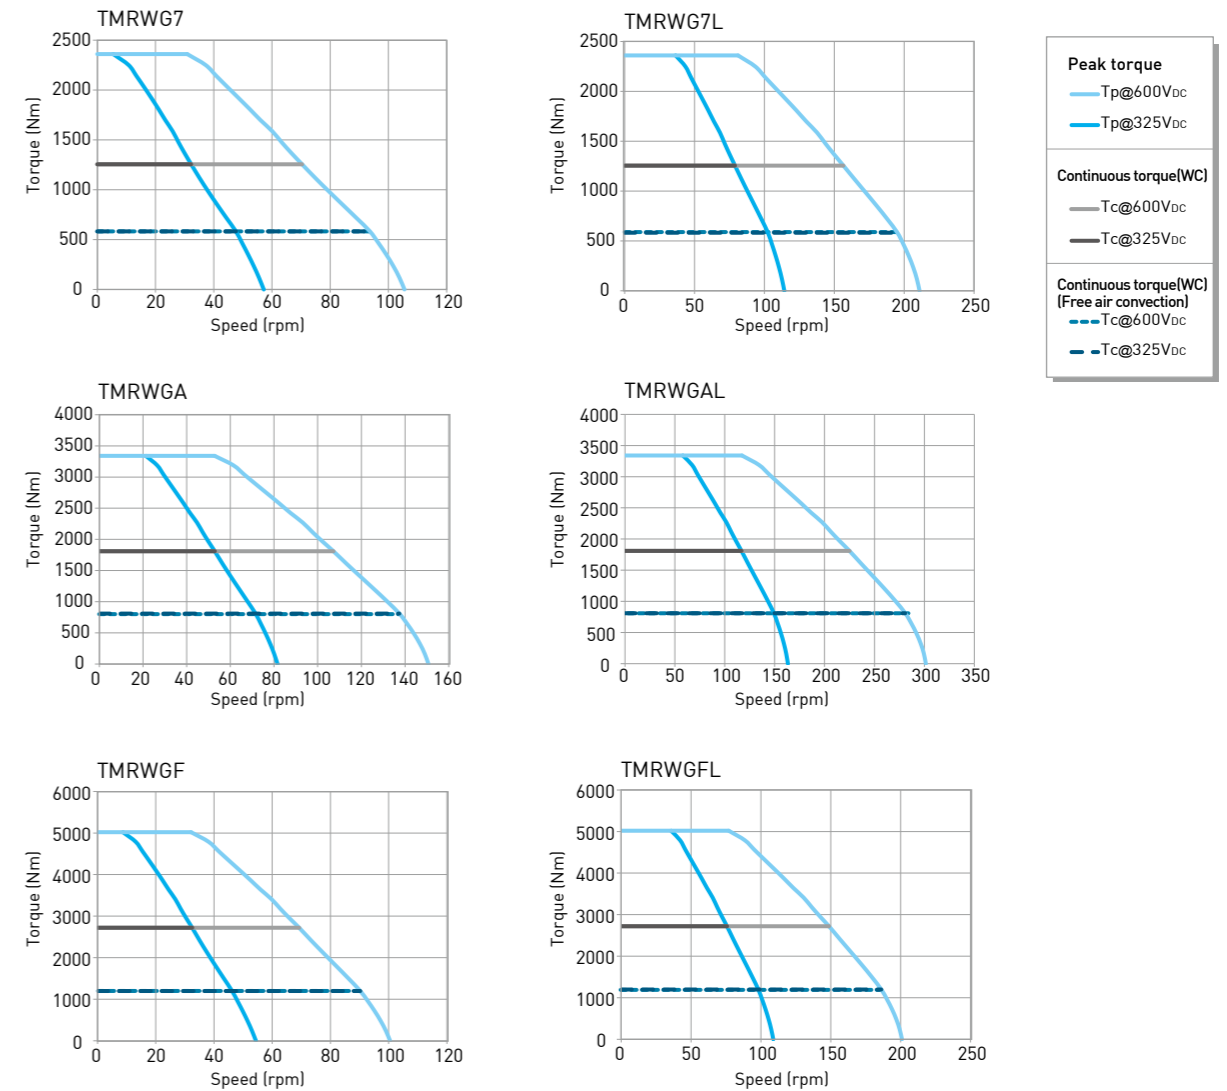 TMRWG7
2500
2000
1500
1000
500
0
Torque (Nm)
0 20 40 60 80 100 120
Speed (rpm)
TMRWG7L
2500
2000
1500
1000
500
0
Torque (Nm)
0 50 100 150 200 250
Speed (rpm)
Peak torque
Tp@600VDC
Tp@325VDC
Continuous torque(WC)
Tc@600VDC
Tc@325VDC
Continuous torque(WC)
(Free air convection)
Tc@600VDC
Tc@325VDC
TMRWGA
4000
3500
3000
2500
2000
1500
1000
500
0
Torque (Nm)
0 20 40 60 80 100 120 140 160
Speed (rpm)
TMRWGAL
4000
3500
3000
2500
2000
1500
1000
500
0
Torque (Nm)
0 50 100 150 200 250 300 350
Speed (rpm)
TMRWGF
6000
5000
4000
3000
2000
1000
0
Torque (Nm)
0 20 40 60 80 100 120
Speed (rpm)
TMRWGFL
6000
5000
4000
3000
2000
1000
0
Torque (Nm)
0 50 100 150 200 250
Speed (rpm)